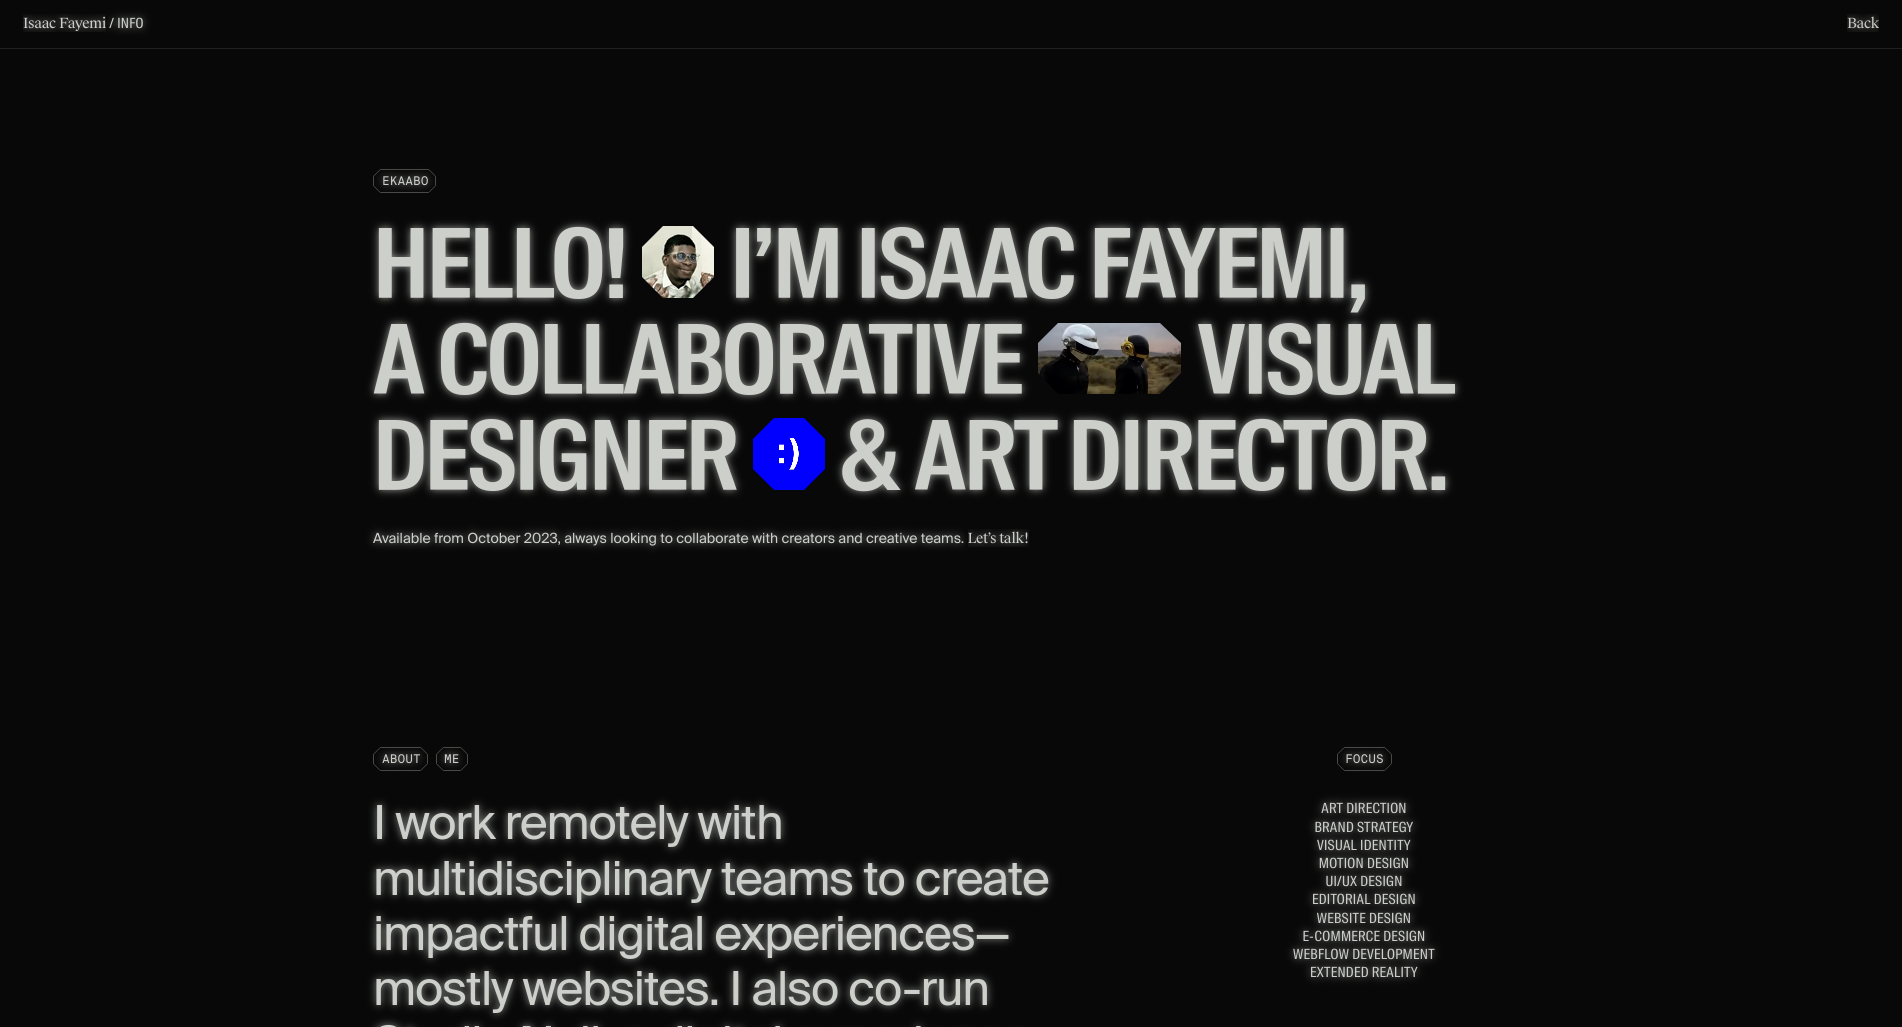 Isaac Fayemi / INFO
Back
EKAABO
HELLO! I’M ISAAC FAYEMI,
A COLLABORATIVE VISUAL
DESIGNER :) & ART DIRECTOR.
Available from October 2023, always looking to collaborate with creators and creative teams. Let’s talk!
ABOUT ME
I work remotely with
multidisciplinary teams to create
impactful digital experiences—
mostly websites. I also co-run
FOCUS
ART DIRECTION
BRAND STRATEGY
VISUAL IDENTITY
MOTION DESIGN
UI/UX DESIGN
EDITORIAL DESIGN
WEBSITE DESIGN
E-COMMERCE DESIGN
WEBFLOW DEVELOPMENT
EXTENDED REALITY